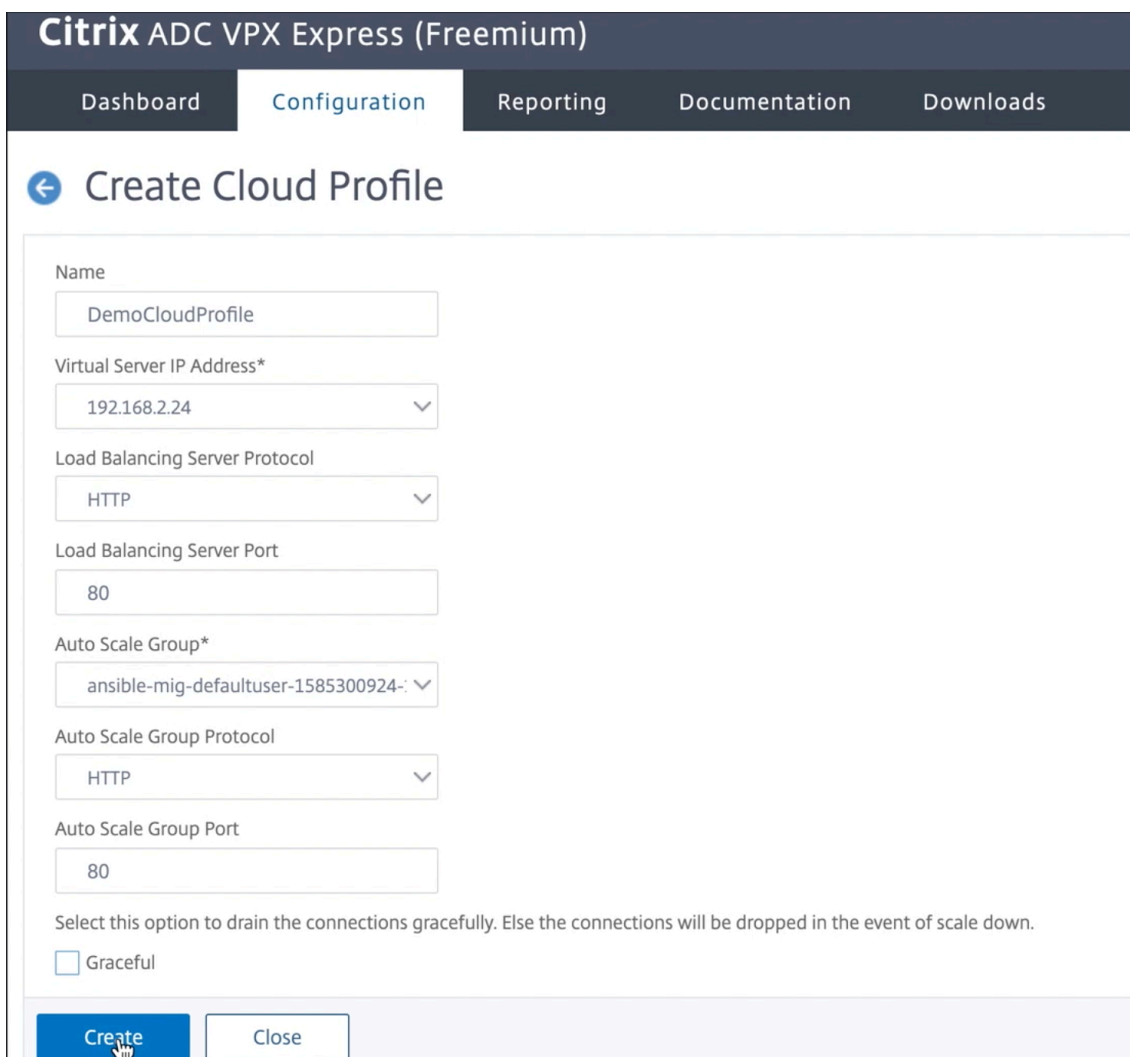 Citrix ADC VPX Express (Freemium)
Dashboard Configuration Reporting Documentation Downloads
Create Cloud Profile
Name
DemoCloudProfile
Virtual Server IP Address*
192.168.2.24
Load Balancing Server Protocol
HTTP
Load Balancing Server Port
80
Auto Scale Group*
ansible-mig-defaultuser-1585300924-
Auto Scale Group Protocol
HTTP
Auto Scale Group Port
80
Select this option to drain the connections gracefully. Else the connections will be dropped in the event of scale down.
Graceful
Create Close